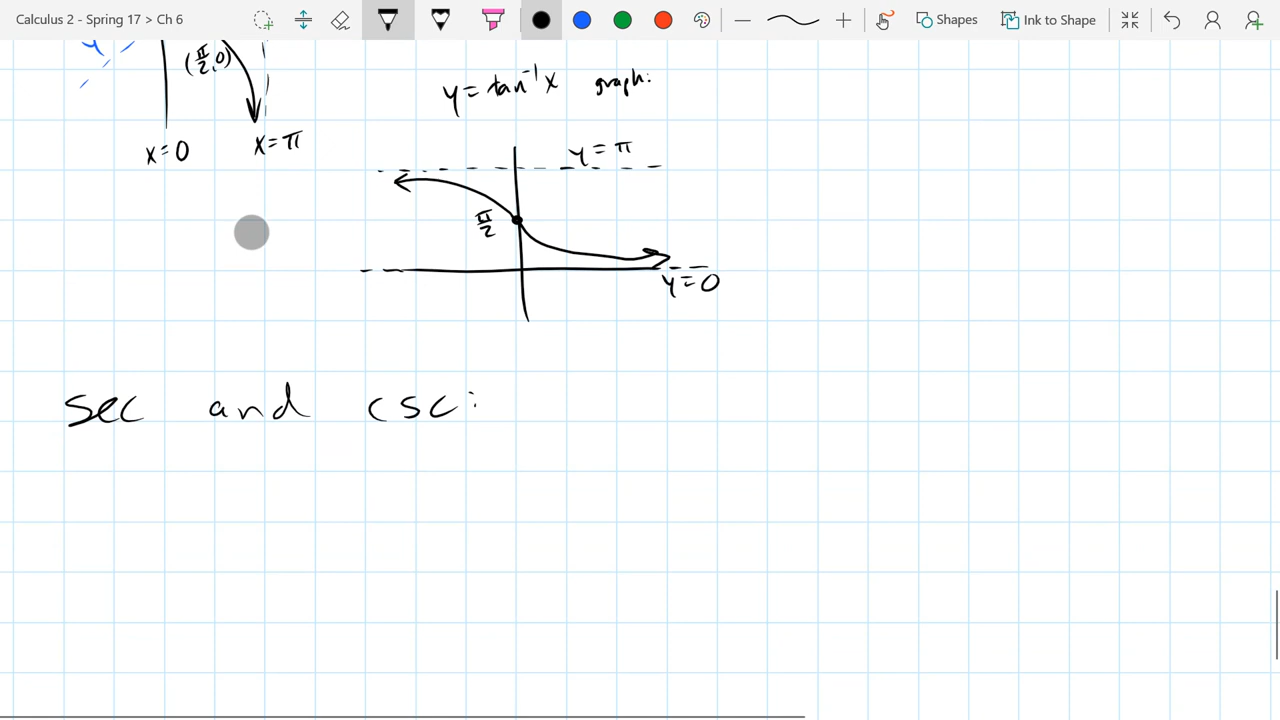 Calculus 2 - Spring 17 > Ch 6
Shapes
Ink to Shape
y
(π/2, 0)
x=0
x=π
y = tan⁻¹ x graph:
y = π
π/2
y = 0
sec and csc: